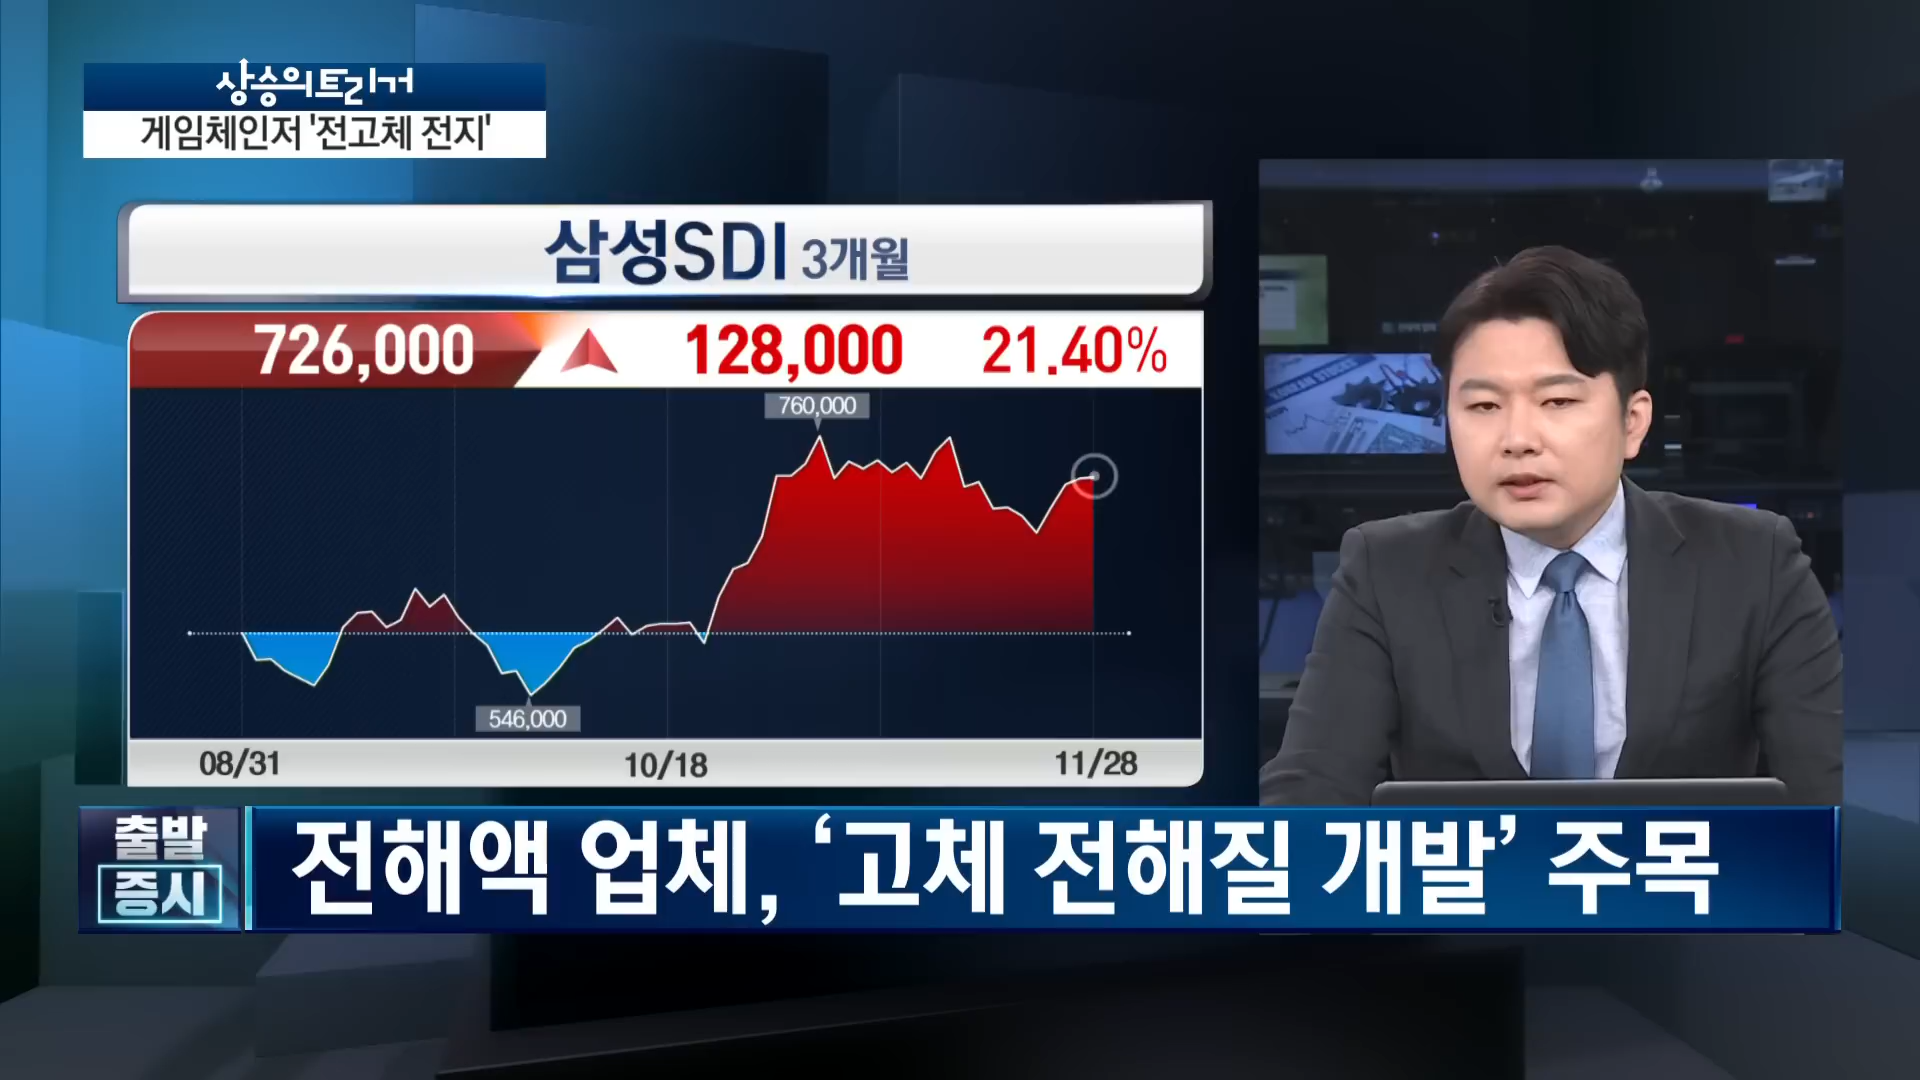 상승의트리거
게임체인저 '전고체 전지'
삼성SDI 3개월
726,000 128,000 21.40%
760,000
546,000
08/31 10/18 11/28
출발
증시
전해액 업체, ‘고체 전해질 개발’ 주목